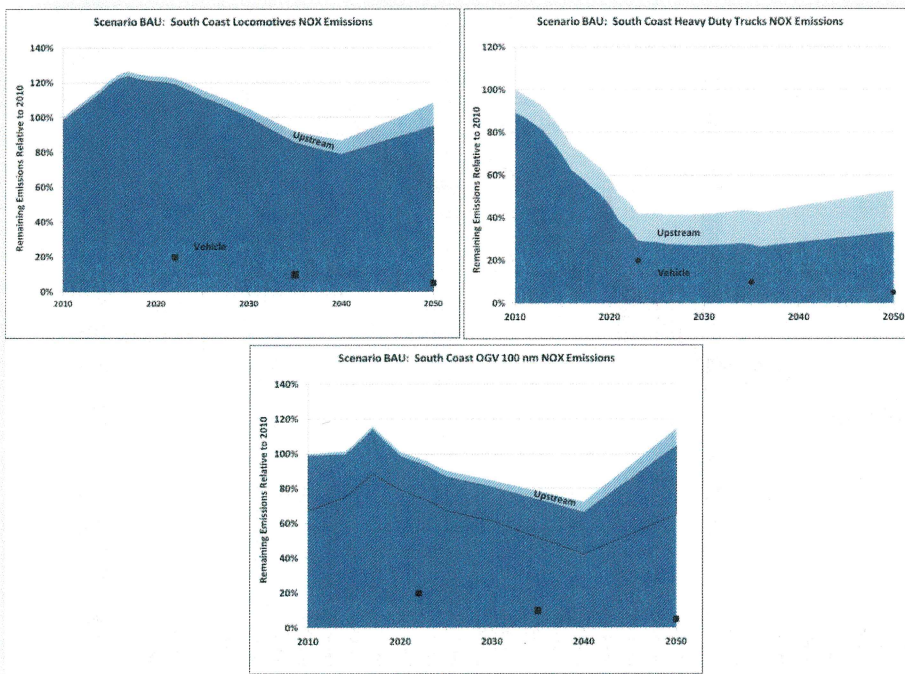 Scenario BAU: South Coast Locomotives NOX Emissions
Remaining Emissions Relative to 2010
140%
120%
100%
80%
60%
40%
20%
0%
Upstream
Vehicle
2010 2020 2030 2040 2050
Scenario BAU: South Coast Heavy Duty Trucks NOX Emissions
Remaining Emissions Relative to 2010
120%
100%
80%
60%
40%
20%
0%
Upstream
Vehicle
2010 2020 2030 2040 2050
Scenario BAU: South Coast OGV 100 nm NOX Emissions
Remaining Emissions Relative to 2010
140%
120%
100%
80%
60%
40%
20%
0%
Upstream
2010 2020 2030 2040 2050